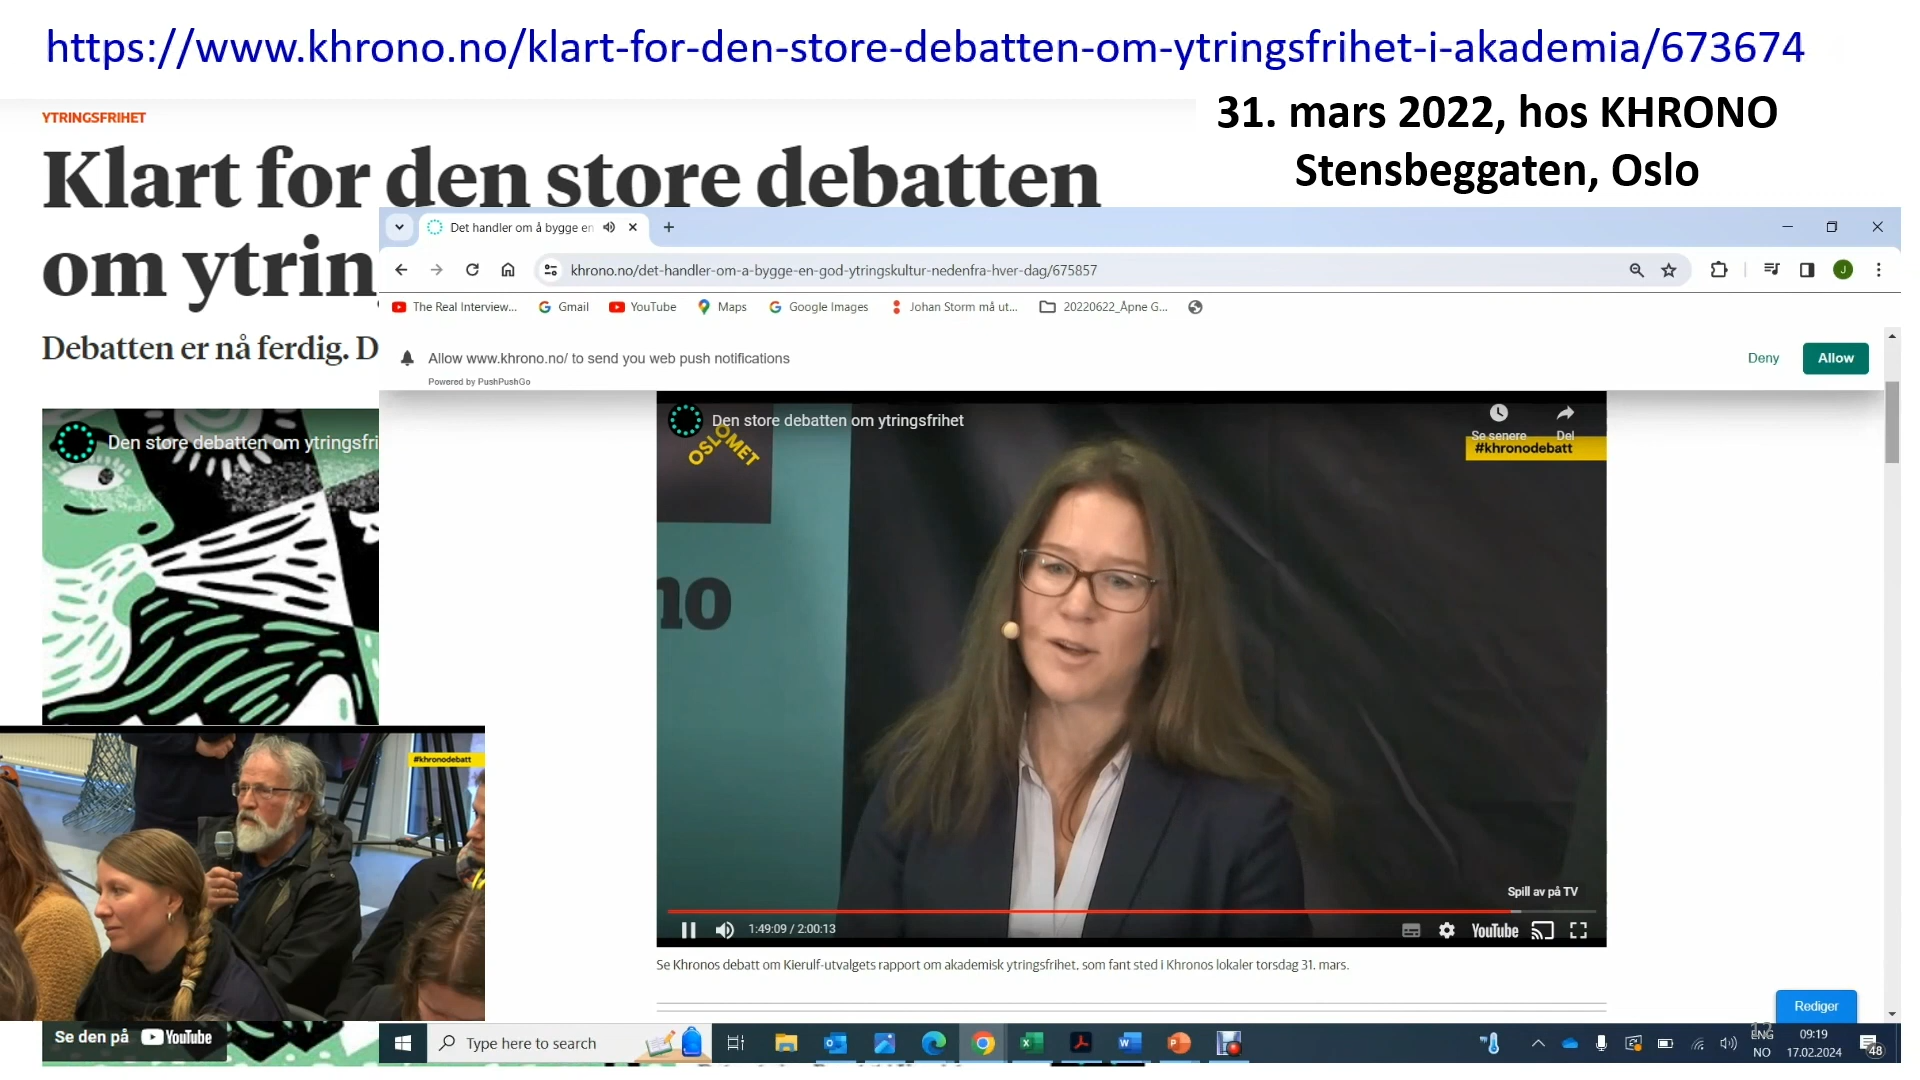 https://www.khrono.no/klart-for-den-store-debatten-om-ytringsfrihet-i-akademia/673674
31. mars 2022, hos KHRONO
Stensbeggaten, Oslo
YTRINGSFRIHET
Klart for den store debatten
om ytrin
Debatten er nå ferdig. D
Den store debatten om ytringsfri
#khronodebatt
Se den på YouTube
Det handler om å bygge en
khrono.no/det-handler-om-a-bygge-en-god-ytringskultur-nedenfra-hver-dag/675857
J
The Real Interview...
Gmail
YouTube
Maps
Google Images
Johan Storm må ut...
20220622_Åpne G...
Allow www.khrono.no/ to send you web push notifications
Powered by PushPushGo
Deny
Allow
Den store debatten om ytringsfrihet
OSLOMET
Se senere
Del
#khronodebatt
no
Spill av på TV
1:49:09 / 2:00:13
YouTube
Se Khronos debatt om Kierulf-utvalgets rapport om akademisk ytringsfrihet, som fant sted i Khronos lokaler torsdag 31. mars.
Rediger
Type here to search
12
ENG
NO
09:19
17.02.2024
48